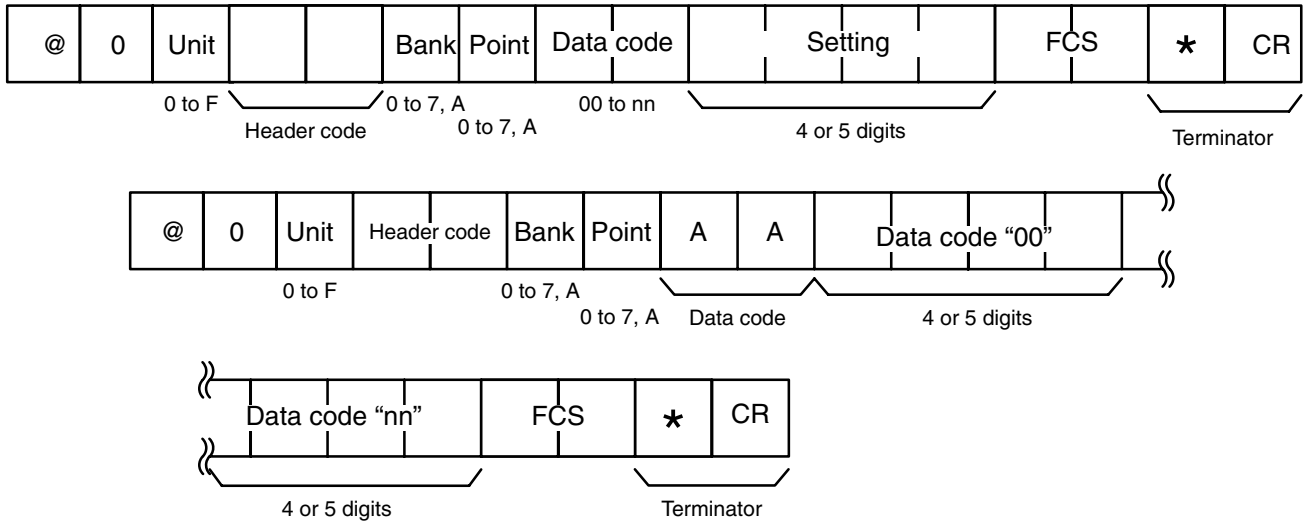 @ 0 Unit Bank Point Data code Setting FCS * CR
0 to F 0 to 7, A 00 to nn
Header code 0 to 7, A 4 or 5 digits Terminator
@ 0 Unit Header code Bank Point A A Data code “00”
0 to F 0 to 7, A
0 to 7, A Data code 4 or 5 digits
Data code “nn” FCS * CR
4 or 5 digits Terminator